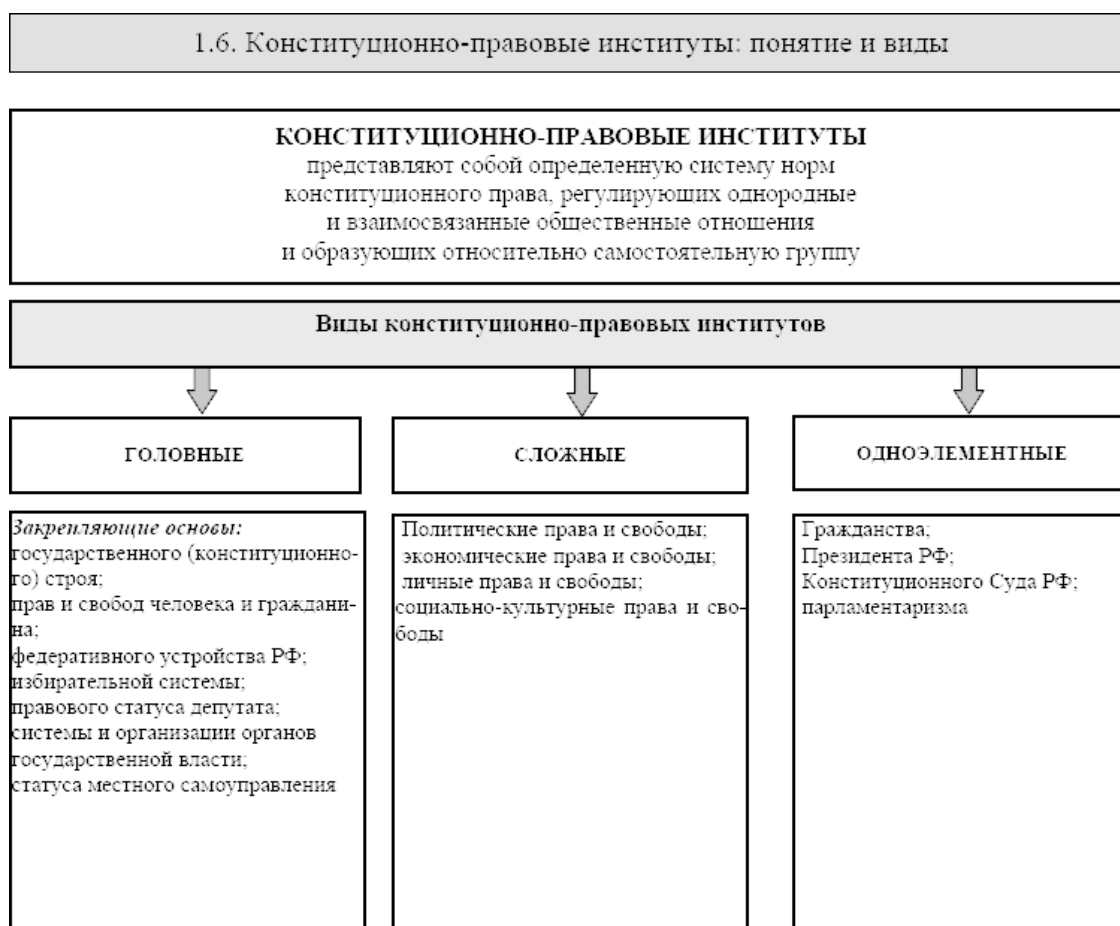 1.6. Конституционно-правовые институты: понятие и виды
КОНСТИТУЦИОННО-ПРАВОВЫЕ ИНСТИТУТЫ
представляют собой определенную систему норм
конституционного права, регулирующих однородные
и взаимосвязанные общественные отношения
и образующих относительно самостоятельную группу
Виды конституционно-правовых институтов
ГОЛОВНЫЕ
Закрепляющие основы:
государственного (конституционно-
го) строя;
прав и свобод человека и граждани-
на;
федеративного устройства РФ;
избирательной системы;
правового статуса депутата;
системы и организации органов
государственной власти;
статуса местного самоуправления
СЛОЖНЫЕ
Политические права и свободы;
экономические права и свободы;
личные права и свободы;
социально-культурные права и сво-
боды
ОДНОЭЛЕМЕНТНЫЕ
Гражданства;
Президента РФ;
Конституционного Суда РФ;
парламентаризма